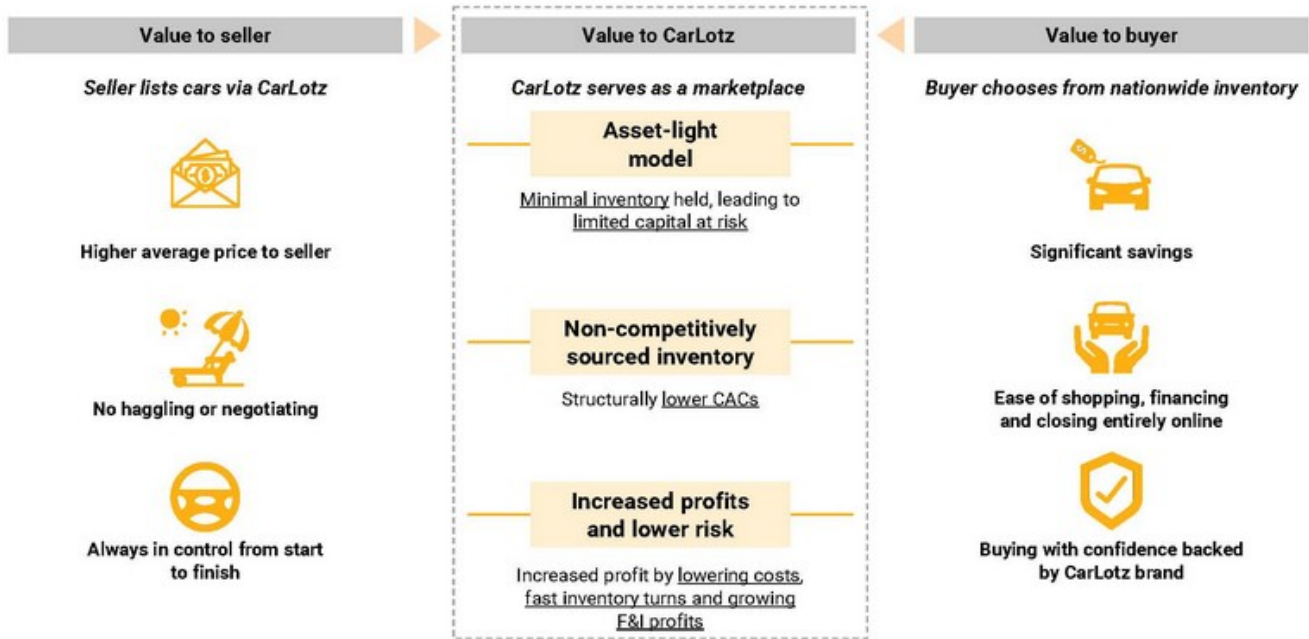 Value to seller
Seller lists cars via CarLotz
Higher average price to seller
No haggling or negotiating
Always in control from start
to finish
Value to CarLotz
CarLotz serves as a marketplace
Asset-light
model
Minimal inventory held, leading to
limited capital at risk
Non-competitively
sourced inventory
Structurally lower CACs
Increased profits
and lower risk
Increased profit by lowering costs,
fast inventory turns and growing
F&I profits
Value to buyer
Buyer chooses from nationwide inventory
$
Significant savings
Ease of shopping, financing
and closing entirely online
Buying with confidence backed
by CarLotz brand